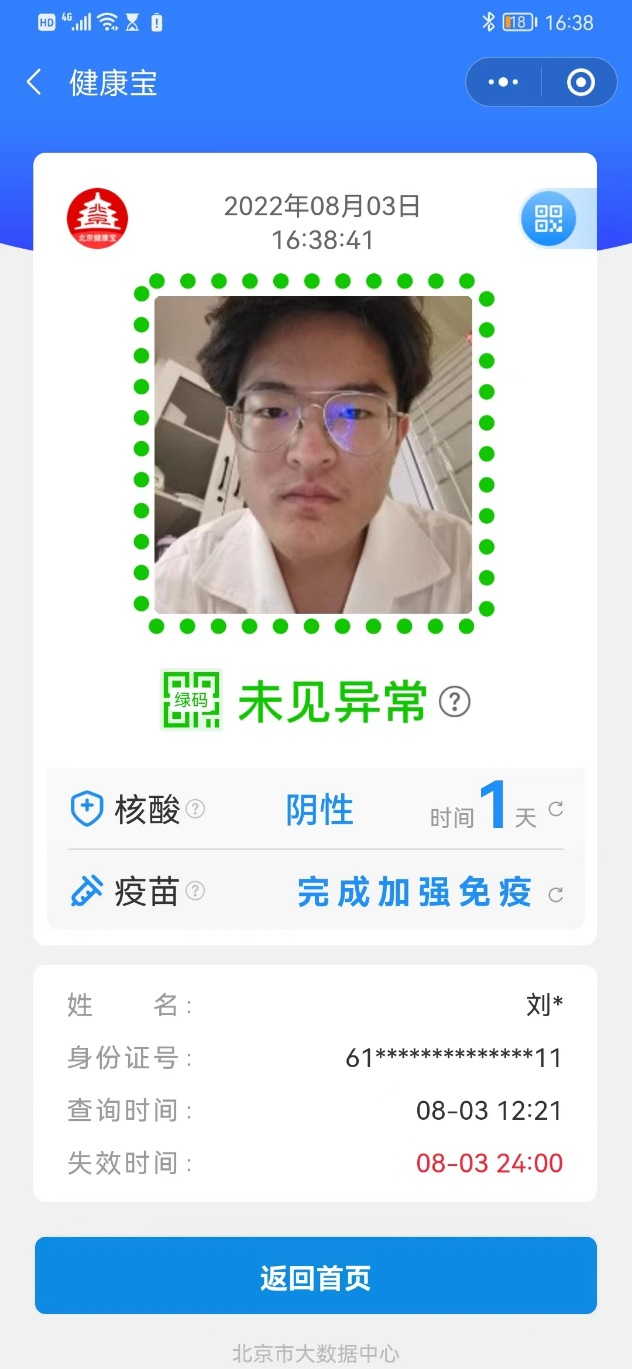 HD 4G 18 16:38
健康宝
2022年08月03日
16:38:41
北京健康宝
绿码 未见异常 ?
核酸 ? 阴性 时间 1 天
疫苗 ? 完成加强免疫
姓 名: 刘*
身份证号: 61**************11
查询时间: 08-03 12:21
失效时间: 08-03 24:00
返回首页
北京市大数据中心